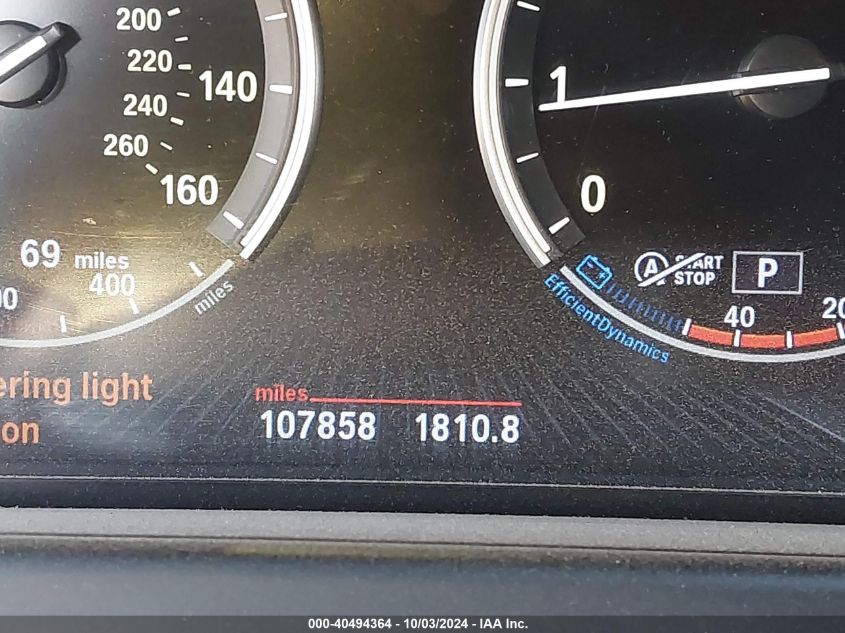 200
220
140
240
260
160
1
0
69 miles
400
miles
START
STOP
P
A
EfficientDynamics
40
20
ering light
on
miles
107858 1810.8
000-40494364 - 10/03/2024 - IAA Inc.